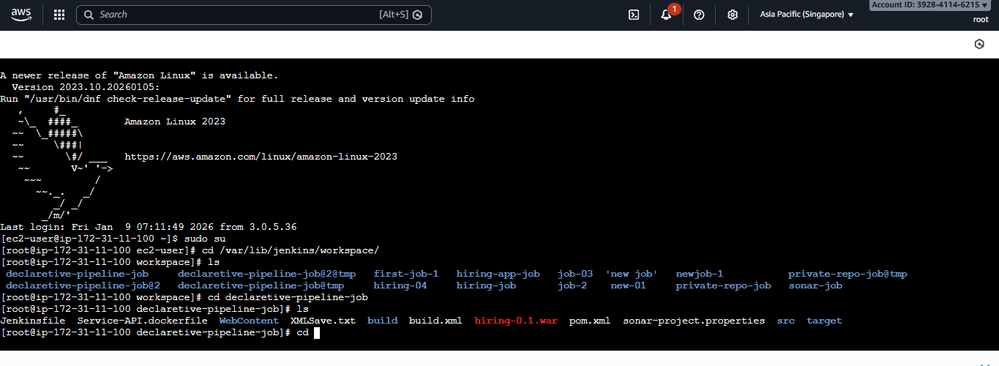 aws
Search [Alt+S]
1
Asia Pacific (Singapore)
Account ID: 3928-4114-6215
root
A newer release of "Amazon Linux" is available.
  Version 2023.10.20260105:
Run "/usr/bin/dnf check-release-update" for full release and version update info
   ,     #_
   ~\_  ####_        Amazon Linux 2023
  ~~  \_#####\
  ~~     \###|
  ~~       \#/ ___   https://aws.amazon.com/linux/amazon-linux-2023
   ~~       V~' '->
    ~~~         /
      ~~._.   _/
         _/ _/
       _/m/'
Last login: Fri Jan  9 07:11:49 2026 from 3.0.5.36
[ec2-user@ip-172-31-11-100 ~]$ sudo su
[root@ip-172-31-11-100 ec2-user]# cd /var/lib/jenkins/workspace/
[root@ip-172-31-11-100 workspace]# ls
 declaretive-pipeline-job     declaretive-pipeline-job@2@tmp   first-job-1   hiring-app-job   job-03  'new job'   newjob-1           private-repo-job@tmp
 declaretive-pipeline-job@2   declaretive-pipeline-job@tmp     hiring-04     hiring-job       job-2    new-01     private-repo-job   sonar-job
[root@ip-172-31-11-100 workspace]# cd declaretive-pipeline-job
[root@ip-172-31-11-100 declaretive-pipeline-job]# ls
Jenkinsfile  Service-API.dockerfile  WebContent  XMLSave.txt  build  build.xml  hiring-0.1.war  pom.xml  sonar-project.properties  src  target
[root@ip-172-31-11-100 declaretive-pipeline-job]# cd